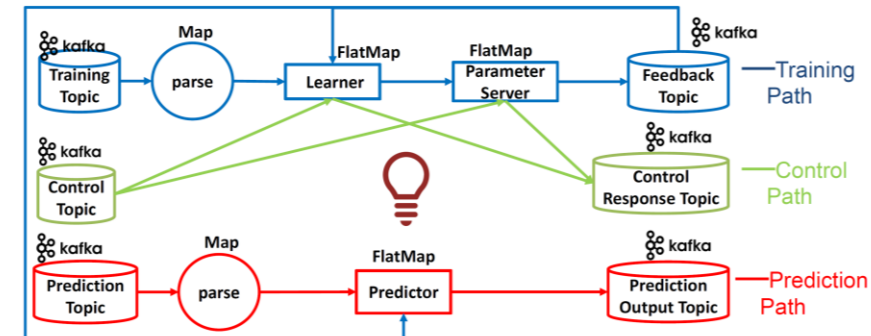 kafka
Map
FlatMap
FlatMap
kafka
Training
Topic
parse
Learner
Parameter
Server
Feedback
Topic
Training
Path
kafka
kafka
Control
Topic
Control
Response Topic
Control
Path
kafka
Map
FlatMap
kafka
Prediction
Topic
parse
Predictor
Prediction
Output Topic
Prediction
Path